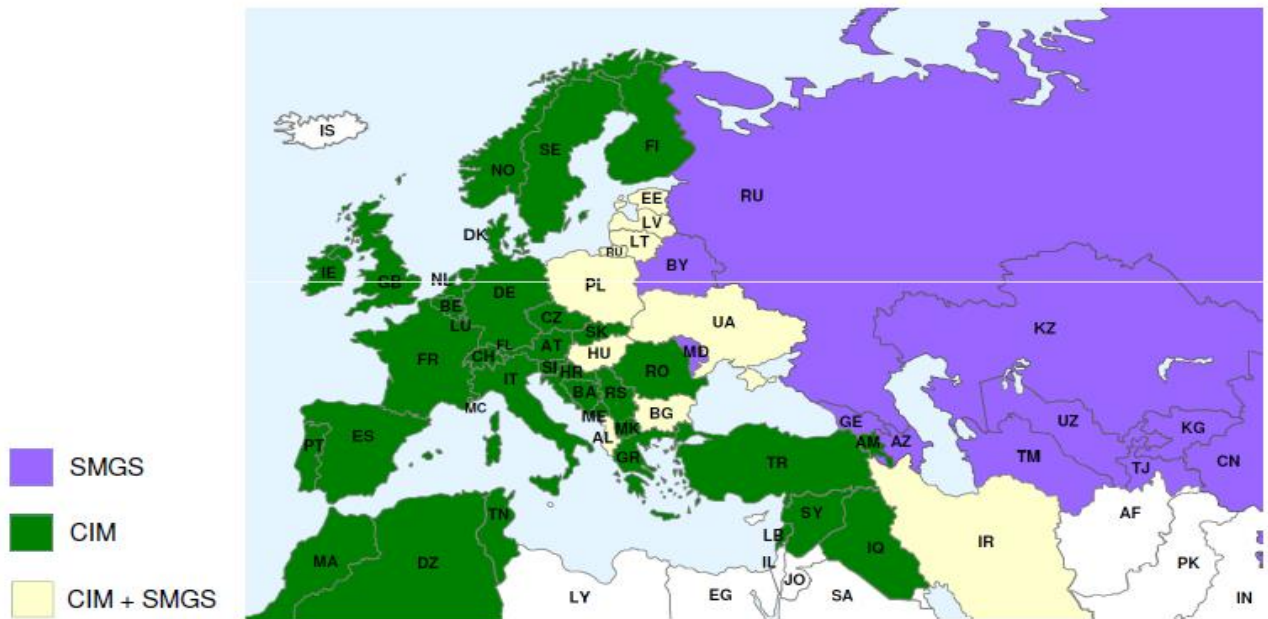 IS
NO
SE
FI
RU
EE
LV
LT
RU
DK
BY
IE
GB
NL
DE
PL
BE
LU
CZ
SK
UA
KZ
FR
CH
FL
AT
HU
MD
SI
HR
RO
IT
BA
RS
MC
ME
BG
AL
MK
GR
PT
ES
TR
GE
AM
AZ
UZ
KG
TM
TJ
CN
SMGS
CIM
CIM + SMGS
MA
DZ
TN
SY
LB
IQ
IL
JO
IR
AF
PK
IN
LY
EG
SA